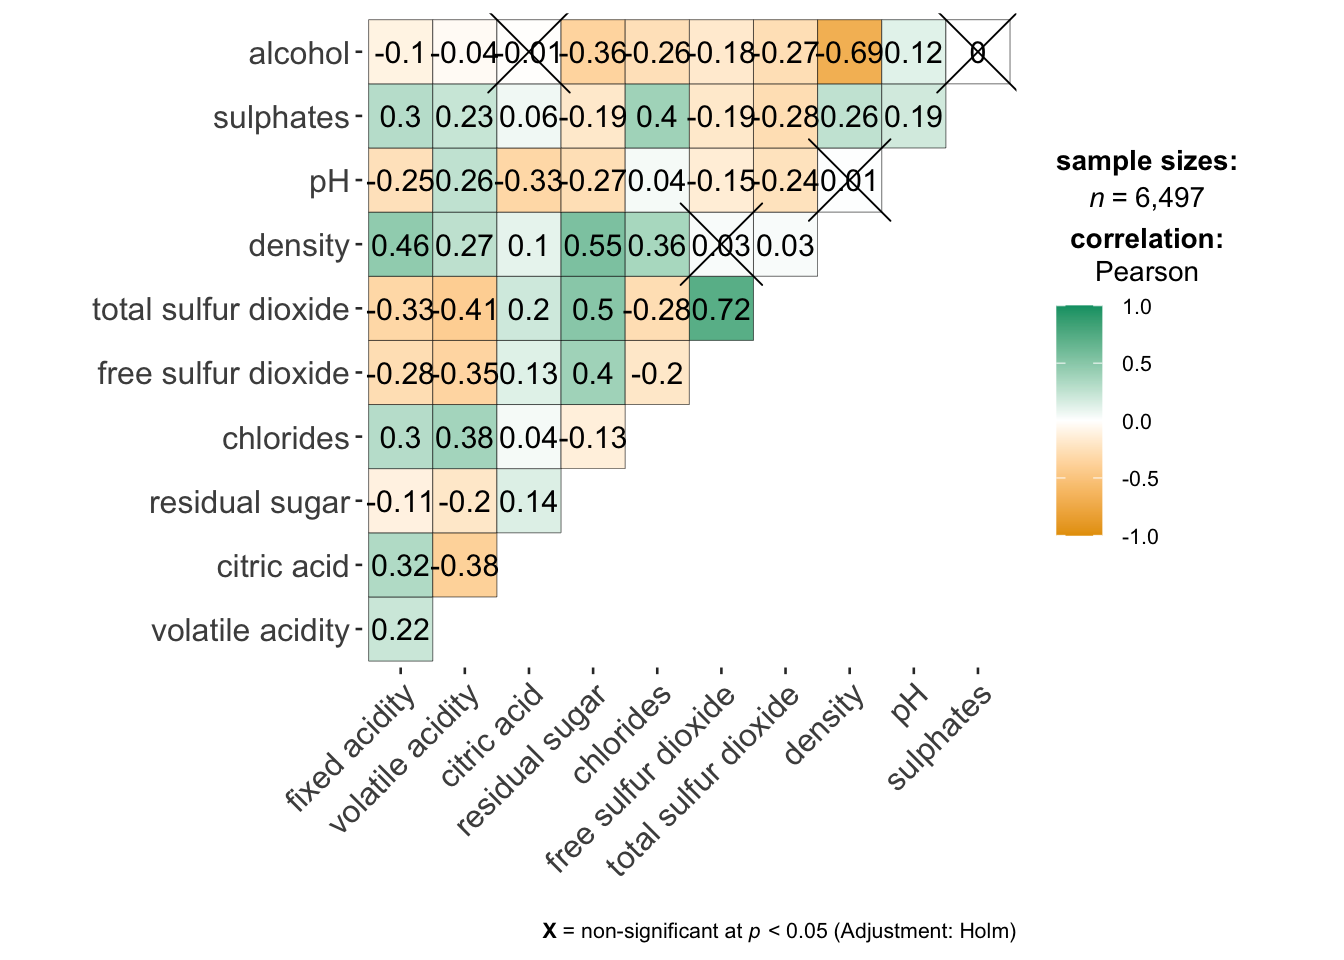 alcohol -0.1 -0.04 -0.01 -0.36 -0.26 -0.18 -0.27 -0.69 0.12 0
sulphates 0.3 0.23 0.06 -0.19 0.4 -0.19 -0.28 0.26 0.19
pH -0.25 0.26 -0.33 -0.27 0.04 -0.15 -0.24 0.01
density 0.46 0.27 0.1 0.55 0.36 0.03 0.03
total sulfur dioxide -0.33 -0.41 0.2 0.5 -0.28 0.72
free sulfur dioxide -0.28 -0.35 0.13 0.4 -0.2
chlorides 0.3 0.38 0.04 -0.13
residual sugar -0.11 -0.2 0.14
citric acid 0.32 -0.38
volatile acidity 0.22
fixed acidity
volatile acidity
citric acid
residual sugar
chlorides
free sulfur dioxide
total sulfur dioxide
density
pH
sulphates
sample sizes:
n = 6,497
correlation:
Pearson
1.0
0.5
0.0
-0.5
-1.0
X = non-significant at p < 0.05 (Adjustment: Holm)